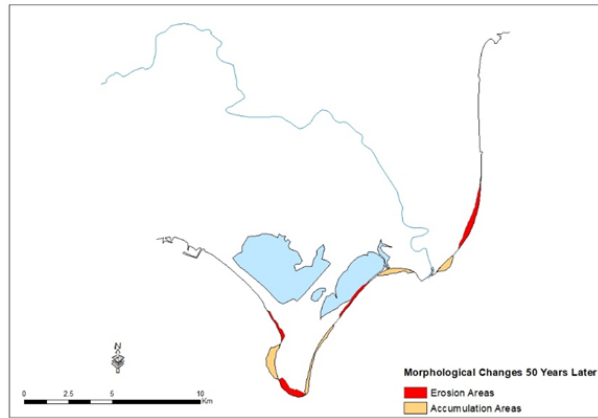 N
Morphological Changes 50 Years Later
Erosion Areas
Accumulation Areas
0 2.5 5 10
Km